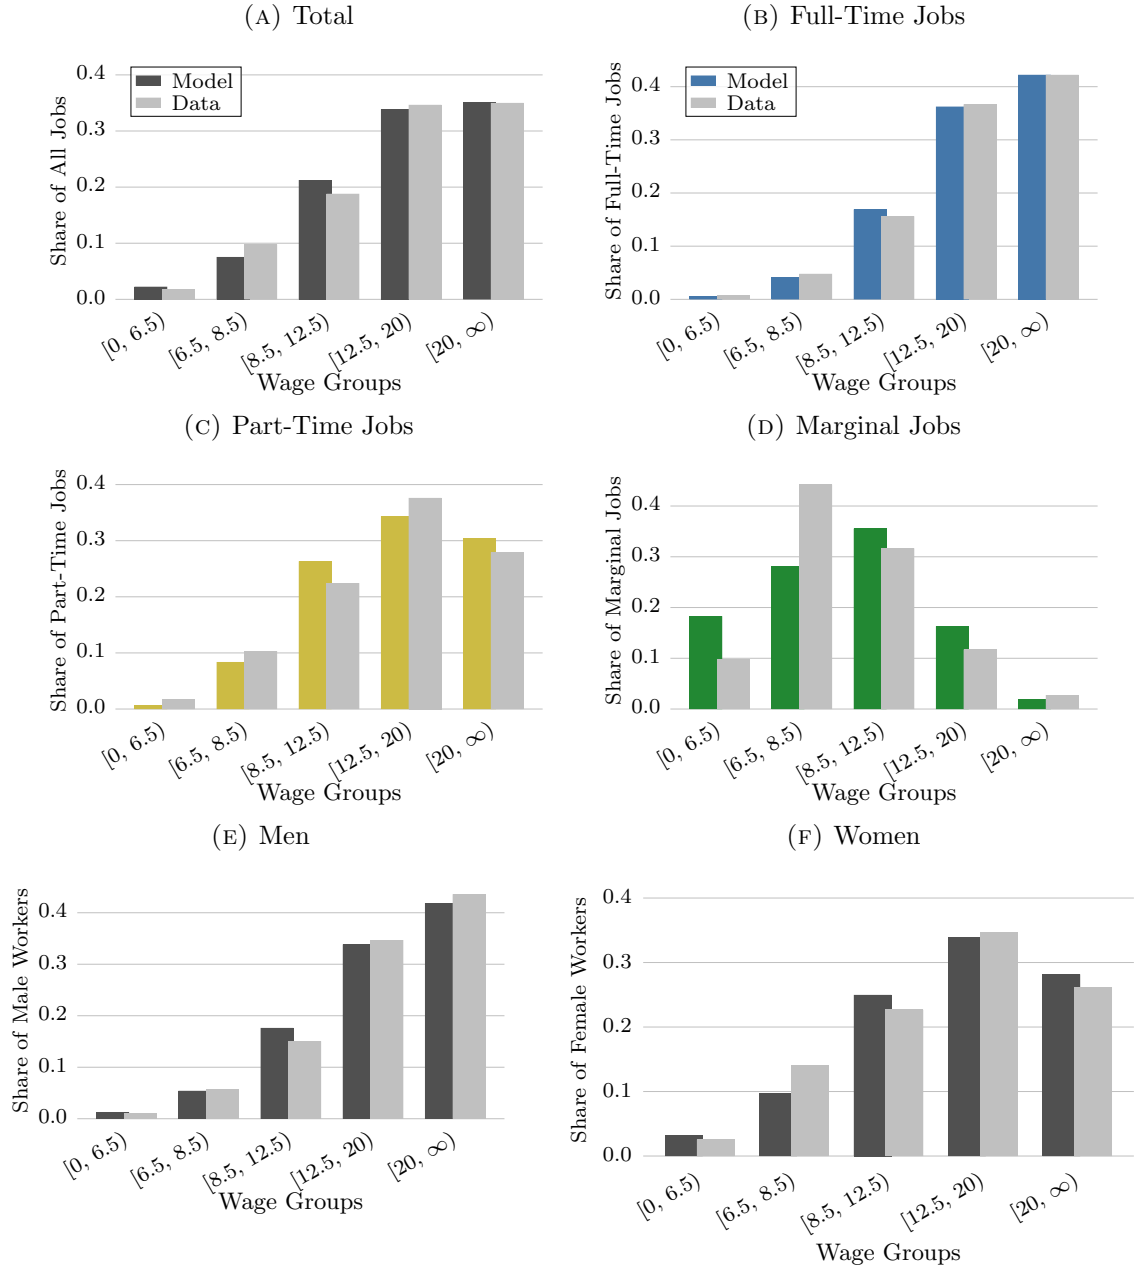 (A) Total
Share of All Jobs
0.4
0.3
0.2
0.1
0.0
Model
Data
[0, 6.5)
[6.5, 8.5)
[8.5, 12.5)
[12.5, 20)
[20, ∞)
Wage Groups
(B) Full-Time Jobs
Share of Full-Time Jobs
0.4
0.3
0.2
0.1
0.0
Model
Data
[0, 6.5)
[6.5, 8.5)
[8.5, 12.5)
[12.5, 20)
[20, ∞)
Wage Groups
(C) Part-Time Jobs
Share of Part-Time Jobs
0.4
0.3
0.2
0.1
0.0
[0, 6.5)
[6.5, 8.5)
[8.5, 12.5)
[12.5, 20)
[20, ∞)
Wage Groups
(D) Marginal Jobs
Share of Marginal Jobs
0.4
0.3
0.2
0.1
0.0
[0, 6.5)
[6.5, 8.5)
[8.5, 12.5)
[12.5, 20)
[20, ∞)
Wage Groups
(E) Men
Share of Male Workers
0.4
0.3
0.2
0.1
0.0
[0, 6.5)
[6.5, 8.5)
[8.5, 12.5)
[12.5, 20)
[20, ∞)
Wage Groups
(F) Women
Share of Female Workers
0.4
0.3
0.2
0.1
0.0
[0, 6.5)
[6.5, 8.5)
[8.5, 12.5)
[12.5, 20)
[20, ∞)
Wage Groups